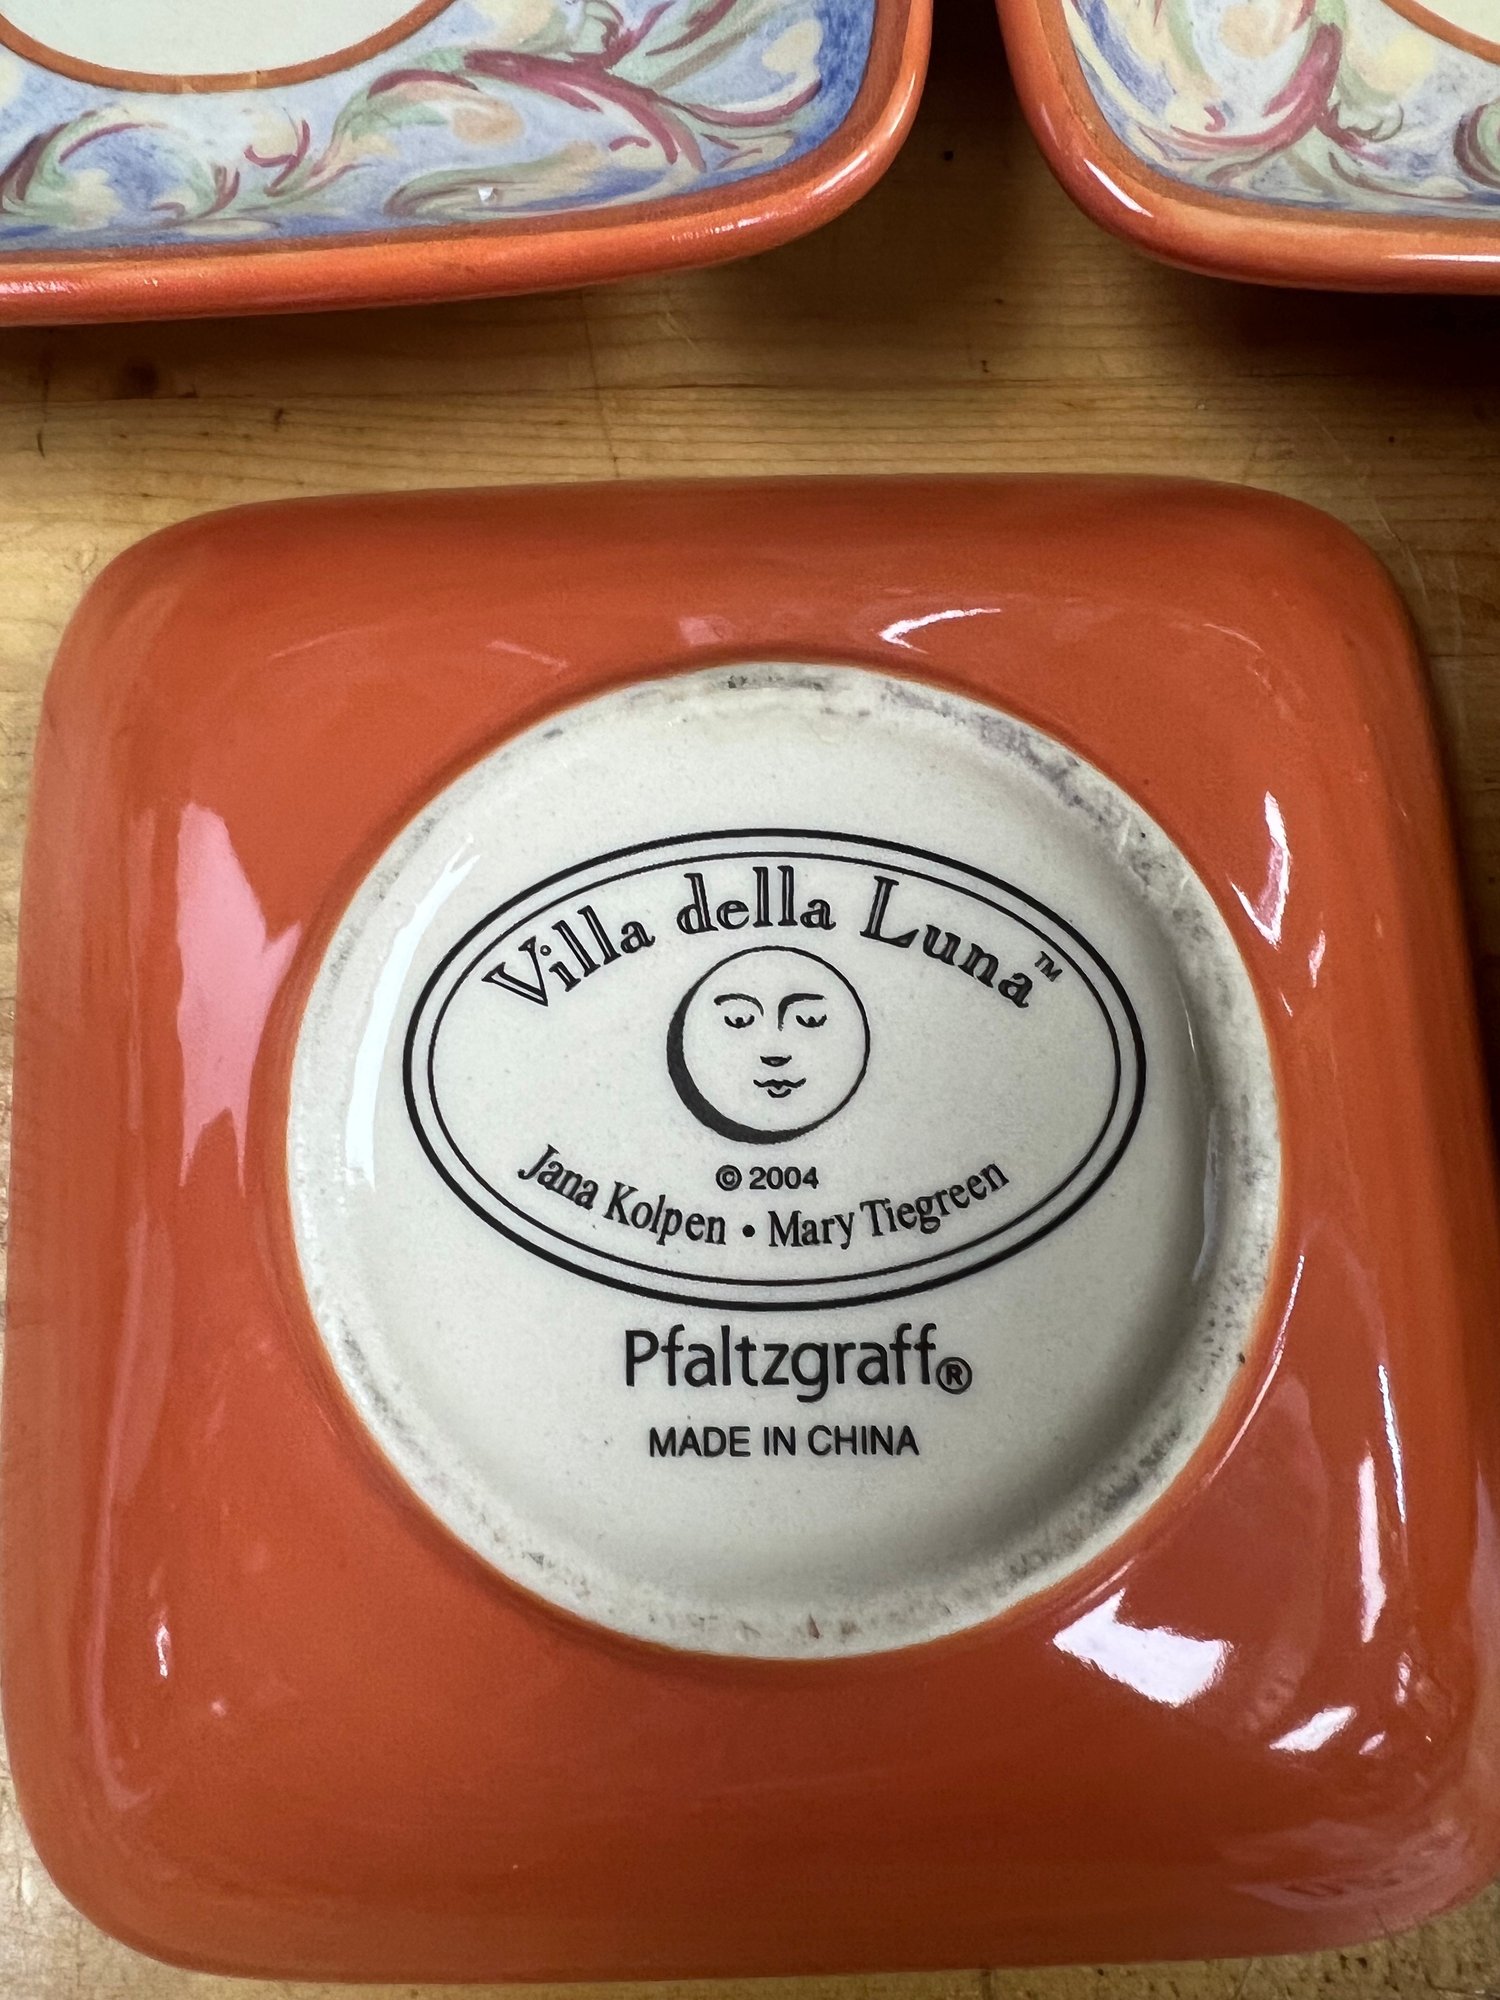 Villa della Luna™
© 2004
Jana Kolpen • Mary Tiegreen
Pfaltzgraff®
MADE IN CHINA